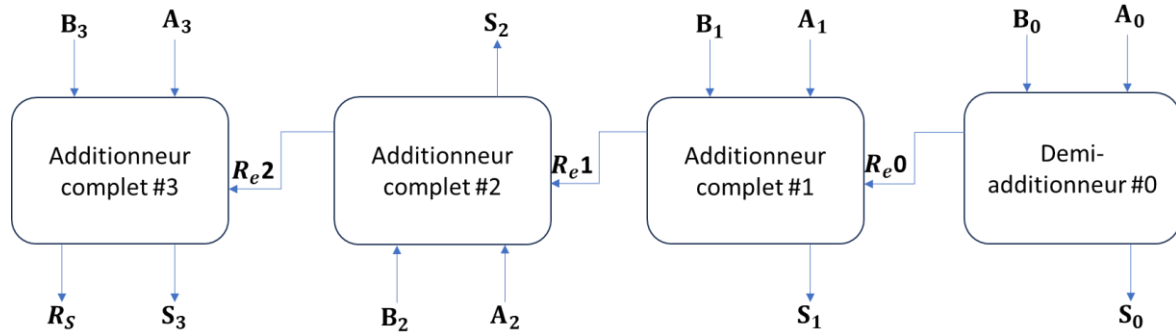 B₃ A₃ S₂ B₁ A₁ B₀ A₀
Additionneur
complet #3
Rₑ2
Additionneur
complet #2
Rₑ1
Additionneur
complet #1
Rₑ0
Demi-
additionneur #0
R_S S₃ B₂ A₂ S₁ S₀